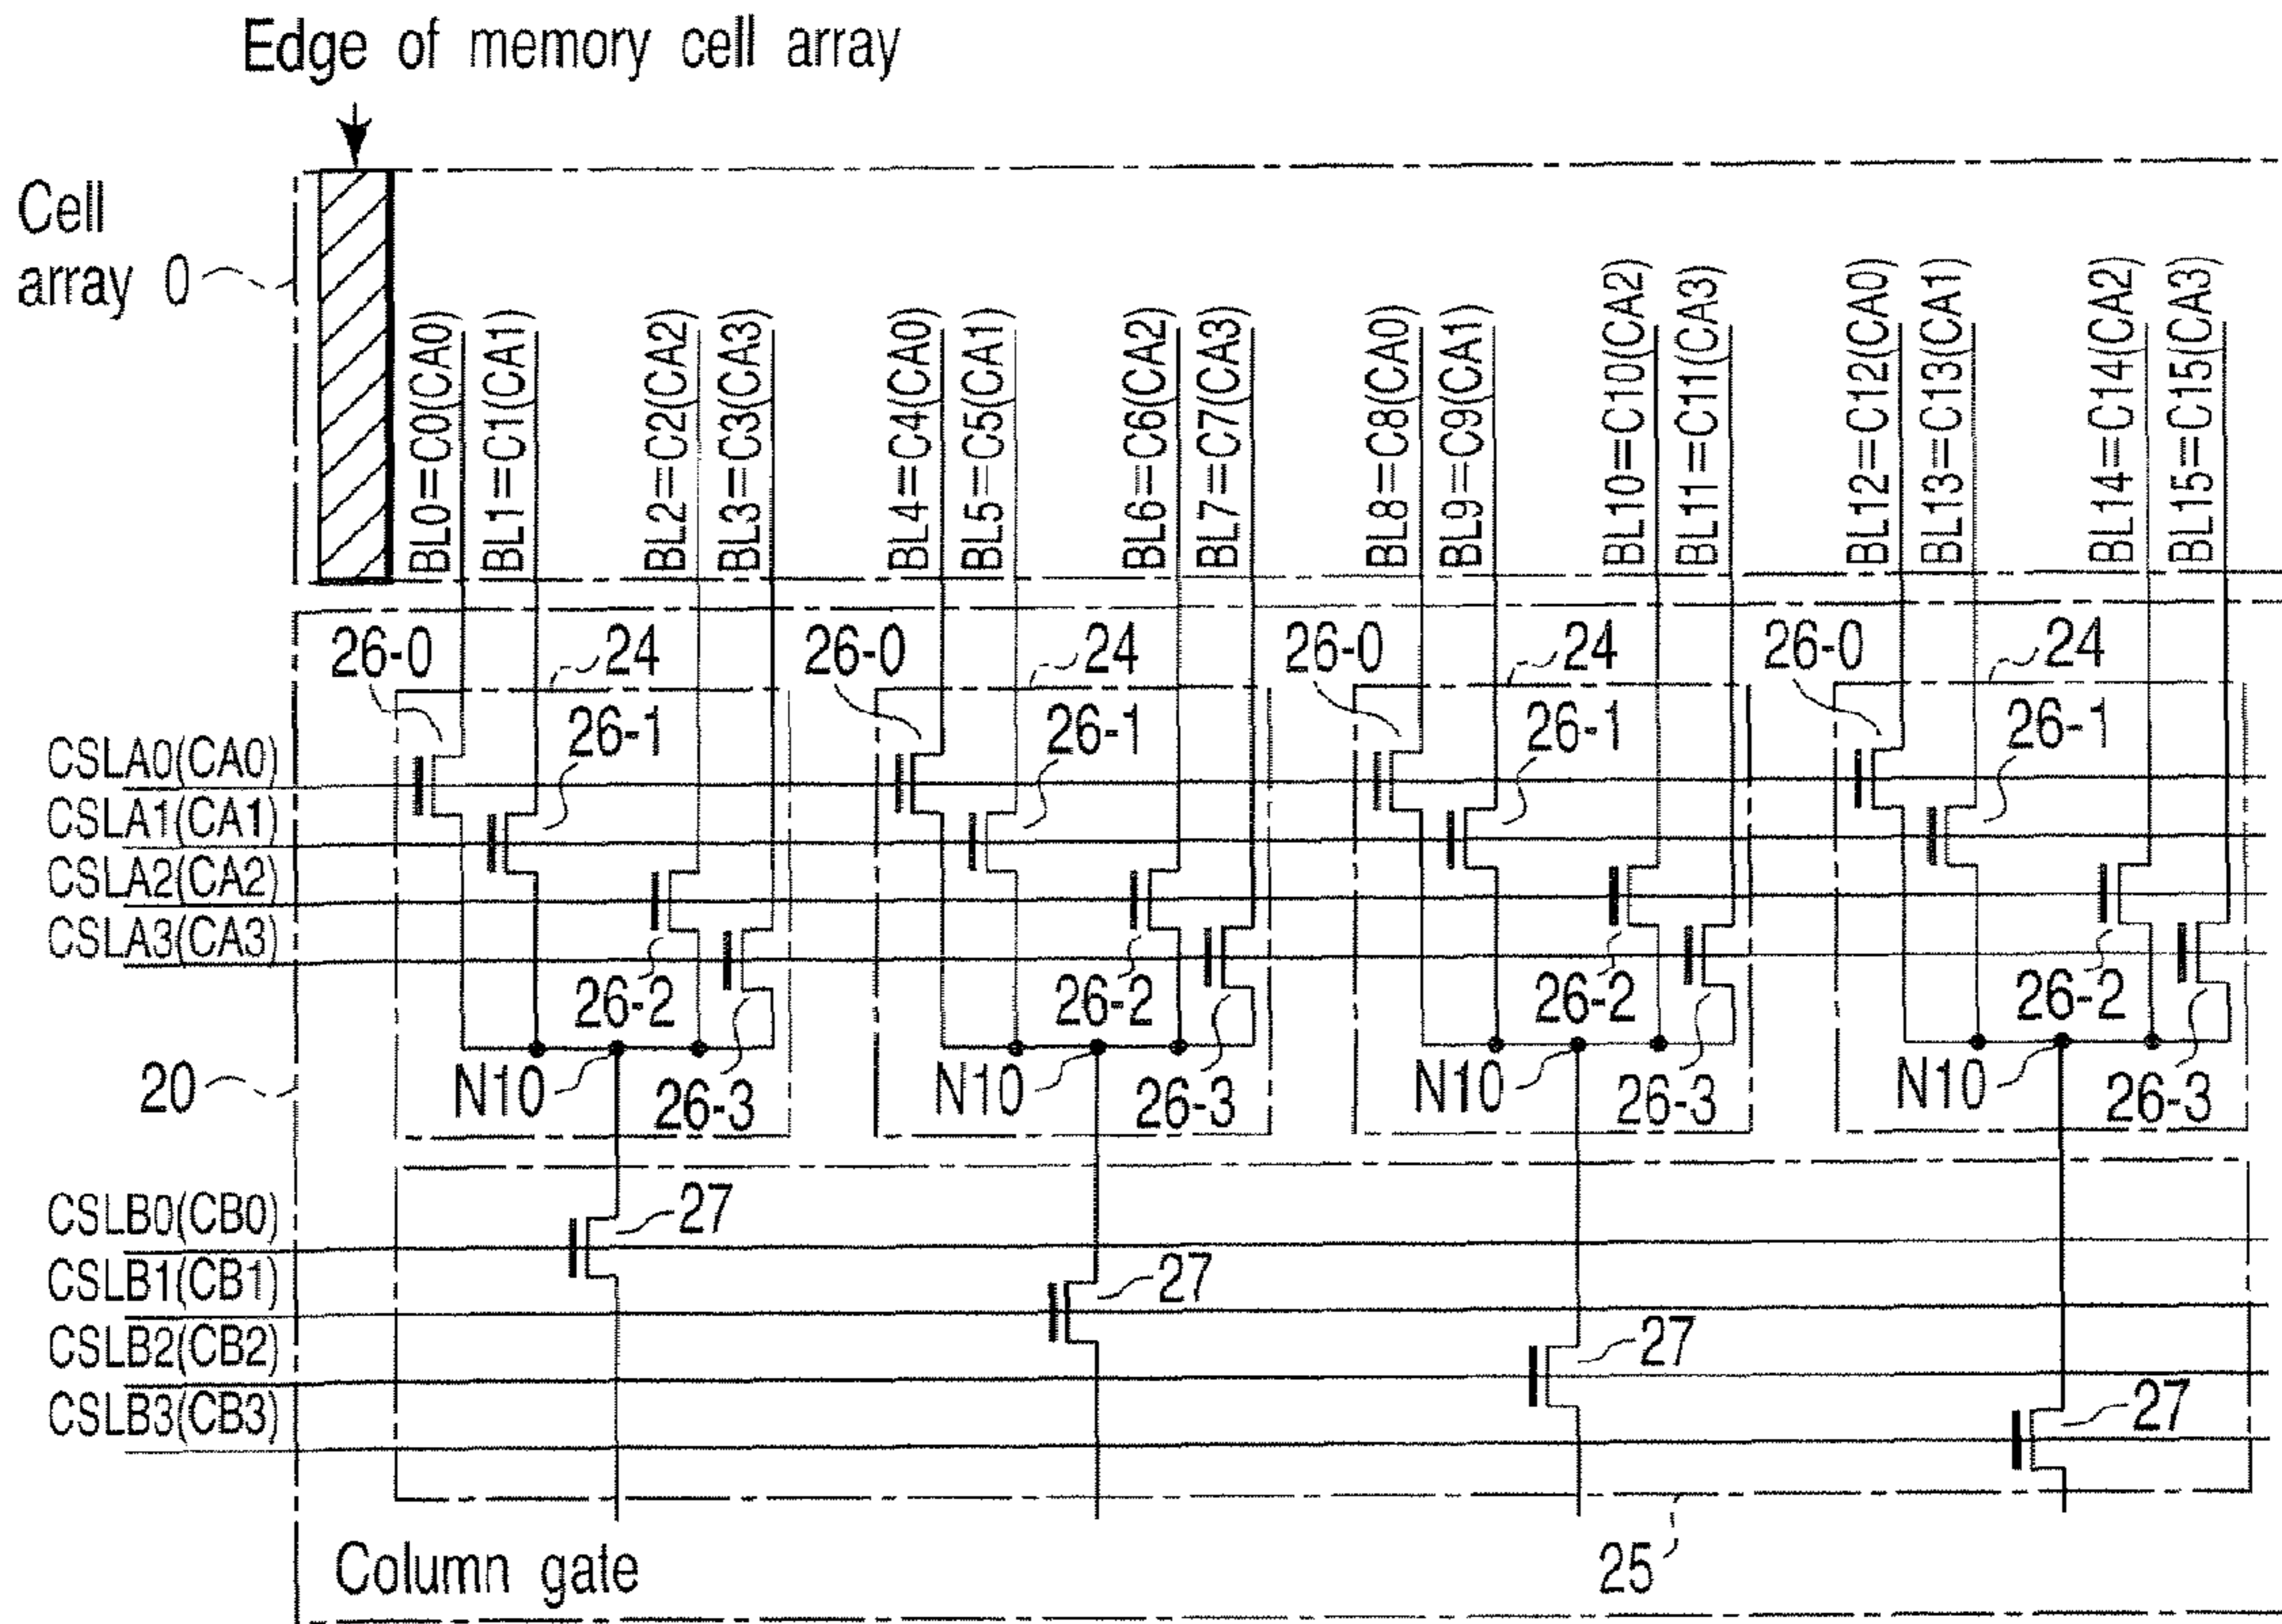 Edge of memory cell array
Cell
array 0
BL0=C0(CA0)
BL1=C1(CA1)
BL2=C2(CA2)
BL3=C3(CA3)
BL4=C4(CA0)
BL5=C5(CA1)
BL6=C6(CA2)
BL7=C7(CA3)
BL8=C8(CA0)
BL9=C9(CA1)
BL10=C10(CA2)
BL11=C11(CA3)
BL12=C12(CA0)
BL13=C13(CA1)
BL14=C14(CA2)
BL15=C15(CA3)
26-0 24 26-0 24 26-0 24 26-0 24
26-1 26-1 26-1 26-1
CSLA0(CA0)
CSLA1(CA1)
CSLA2(CA2)
CSLA3(CA3)
26-2 26-2 26-2 26-2
20 N10 26-3 N10 26-3 N10 26-3 N10 26-3
CSLB0(CB0) 27
CSLB1(CB1) 27
CSLB2(CB2) 27
CSLB3(CB3) 27
Column gate 25